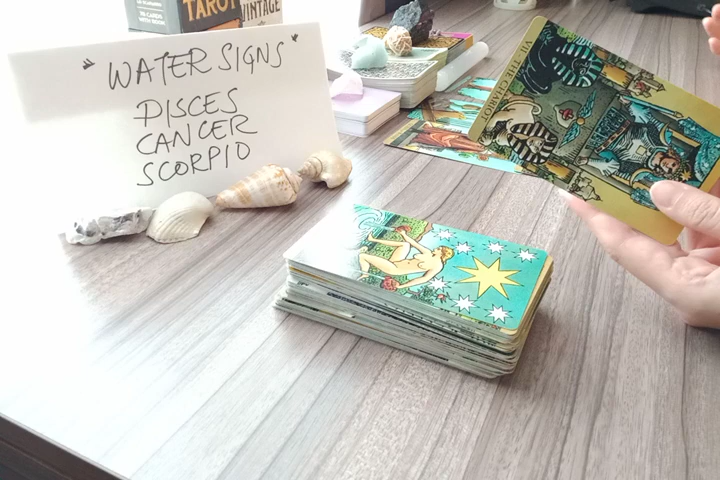 TAROT
VINTAGE
" WATER SIGNS "
PISCES
CANCER
SCORPIO
VII THE CHARIOT.